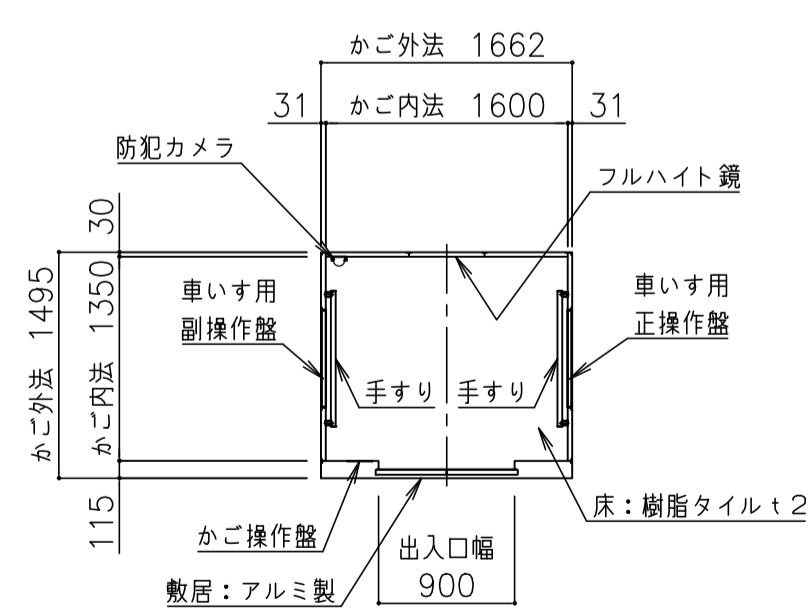 かご外法 1662
31 かご内法 1600 31
防犯カメラ
フルハイト鏡
30
かご内法 1350
かご外法 1495
115
車いす用
副操作盤
車いす用
正操作盤
手すり 手すり
床：樹脂タイルｔ２
かご操作盤
出入口幅
900
敷居：アルミ製